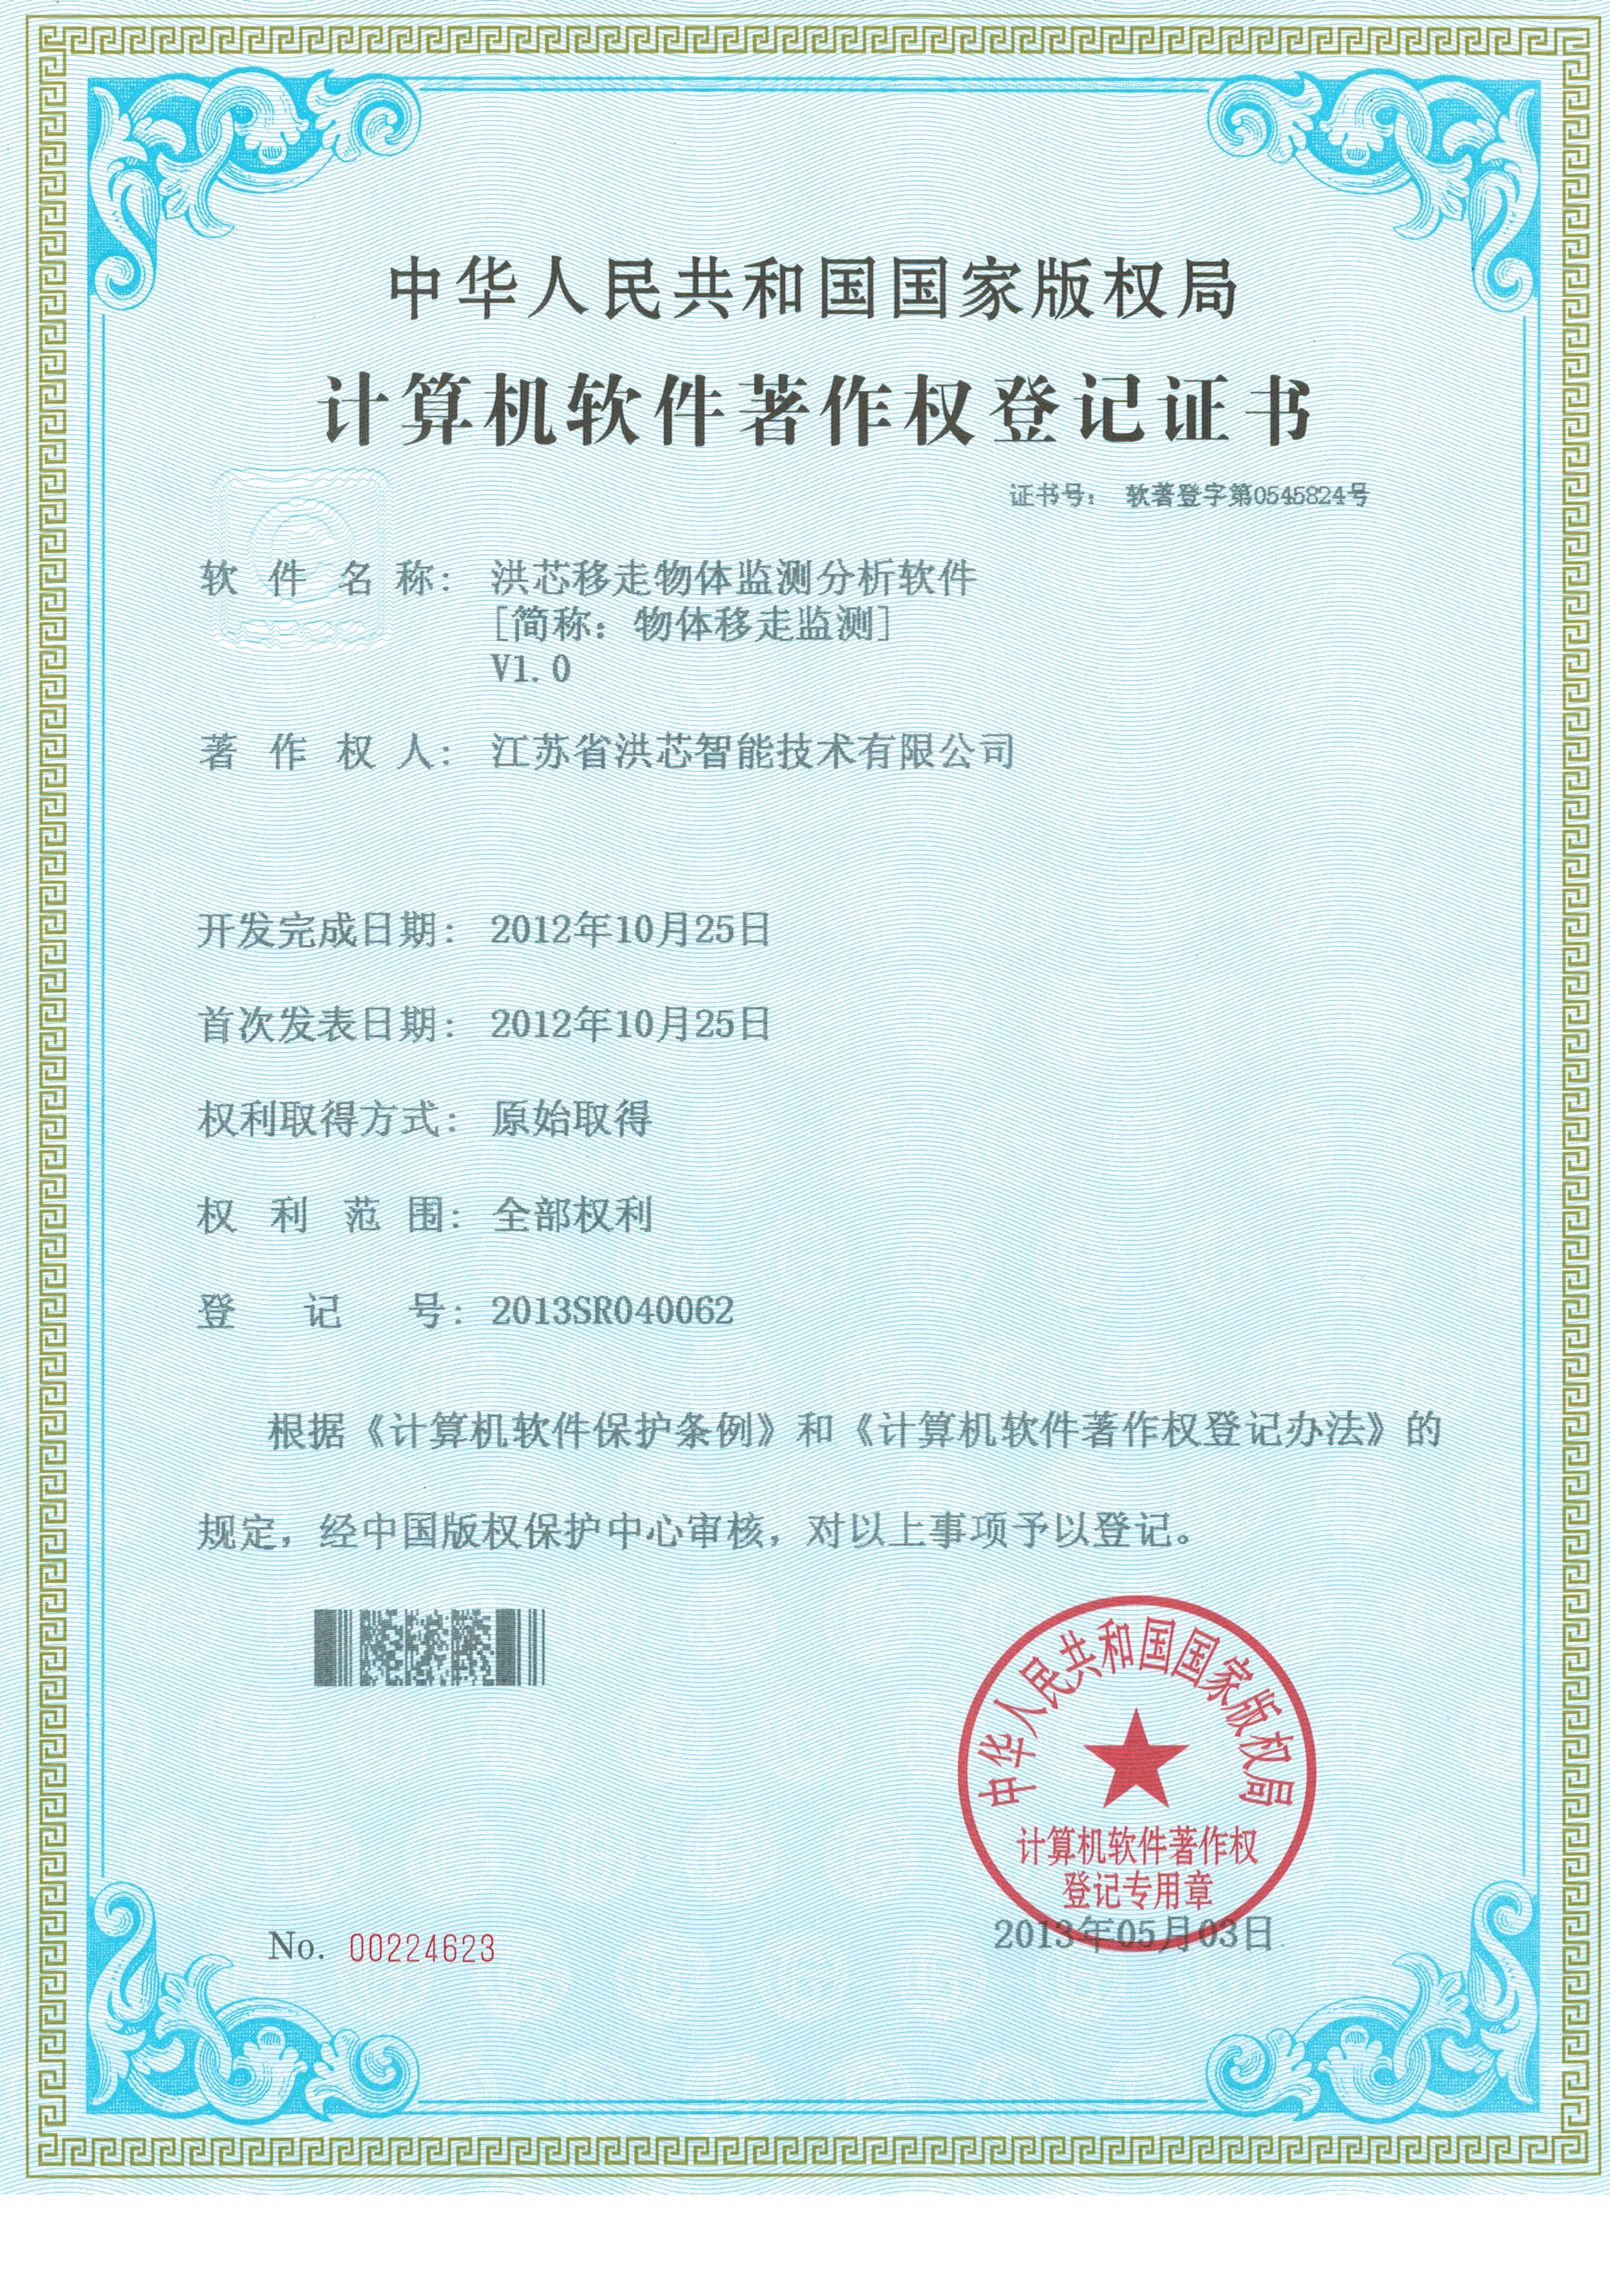 中华人民共和国国家版权局
计算机软件著作权登记证书
证书号： 软著登字第0545824号
软件名称： 洪芯移走物体监测分析软件
[简称：物体移走监测]
V1.0
著作权人： 江苏省洪芯智能技术有限公司
开发完成日期： 2012年10月25日
首次发表日期： 2012年10月25日
权利取得方式： 原始取得
权利范围： 全部权利
登记号： 2013SR040062
根据《计算机软件保护条例》和《计算机软件著作权登记办法》的
规定，经中国版权保护中心审核，对以上事项予以登记。
中华人民共和国国家版权局
计算机软件著作权
登记专用章
2013年05月03日
No. 00224623